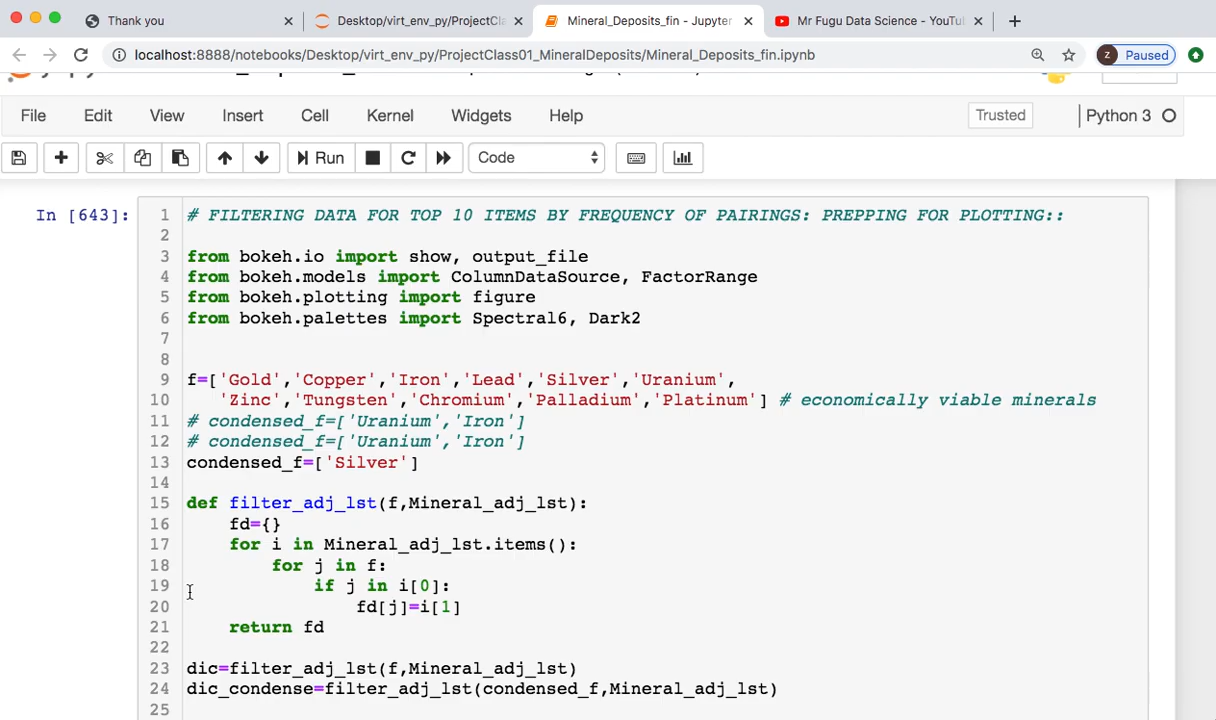 Thank you
Desktop/virt_env_py/ProjectCla
Mineral_Deposits_fin - Jupyter
Mr Fugu Data Science - YouTu
localhost:8888/notebooks/Desktop/virt_env_py/ProjectClass01_MineralDeposits/Mineral_Deposits_fin.ipynb
z Paused
File Edit View Insert Cell Kernel Widgets Help Trusted Python 3
Run Code
In [643]:
1 # FILTERING DATA FOR TOP 10 ITEMS BY FREQUENCY OF PAIRINGS: PREPPING FOR PLOTTING::
2
3 from bokeh.io import show, output_file
4 from bokeh.models import ColumnDataSource, FactorRange
5 from bokeh.plotting import figure
6 from bokeh.palettes import Spectral6, Dark2
7
8
9 f=['Gold','Copper','Iron','Lead','Silver','Uranium',
10 'Zinc','Tungsten','Chromium','Palladium','Platinum'] # economically viable minerals
11 # condensed_f=['Uranium','Iron']
12 # condensed_f=['Uranium','Iron']
13 condensed_f=['Silver']
14
15 def filter_adj_lst(f,Mineral_adj_lst):
16 fd={}
17 for i in Mineral_adj_lst.items():
18 for j in f:
19 if j in i[0]:
20 fd[j]=i[1]
21 return fd
22
23 dic=filter_adj_lst(f,Mineral_adj_lst)
24 dic_condense=filter_adj_lst(condensed_f,Mineral_adj_lst)
25